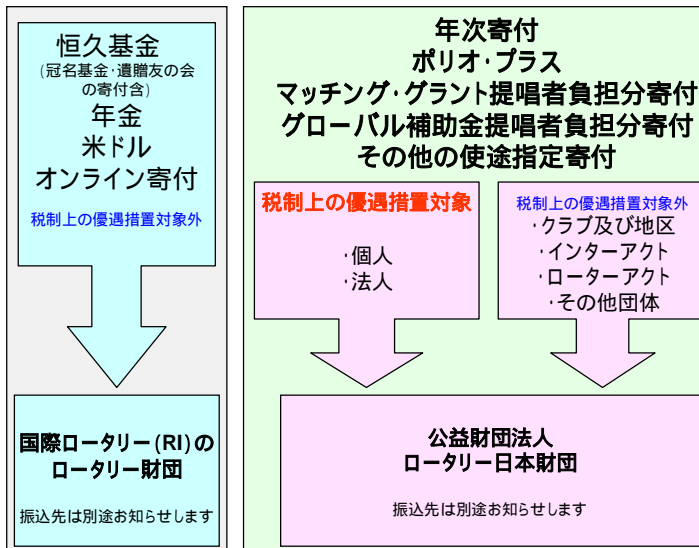 恒久基金
(冠名基金・遺贈友の会
の寄付含)
年金
米ドル
オンライン寄付
税制上の優遇措置対象外
国際ロータリー(RI)の
ロータリー財団
振込先は別途お知らせします
年次寄付
ポリオ・プラス
マッチング・グラント提唱者負担分寄付
グローバル補助金提唱者負担分寄付
その他の使途指定寄付
税制上の優遇措置対象
・個人
・法人
税制上の優遇措置対象外
・クラブ及び地区
・インターアクト
・ローターアクト
・その他団体
公益財団法人
ロータリー日本財団
振込先は別途お知らせします